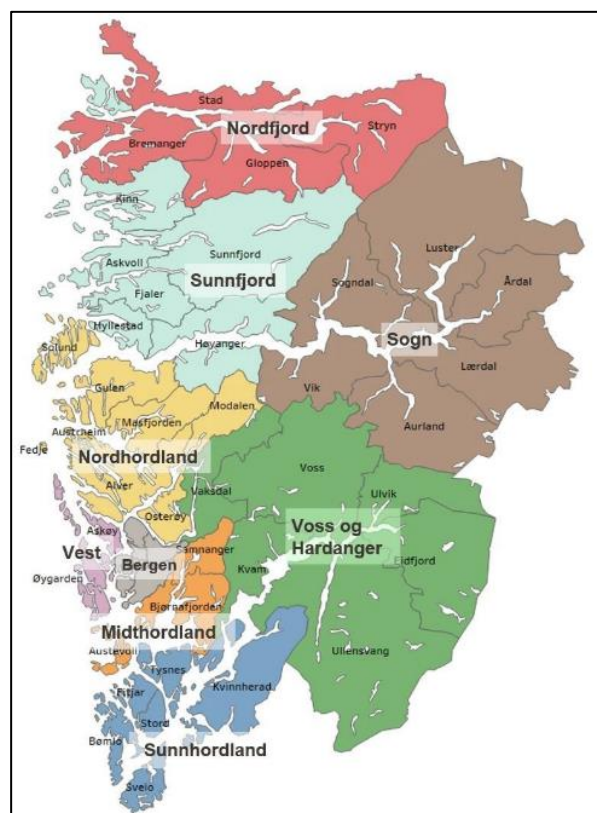 Stad
Nordfjord
Stryn
Bremanger
Gloppen
Kinn
Sunnfjord
Luster
Askvoll
Sunnfjord
Sogndal
Årdal
Fjaler
Hyllestad
Høyanger
Sogn
Solund
Lærdal
Gulen
Vik
Modalen
Masfjorden
Aurland
Austrheim
Fedje
Nordhordland
Voss
Alver
Vaksdal
Ulvik
Osterøy
Voss og
Hardanger
Askøy
Vest
Samnanger
Bergen
Kvam
Eidfjord
Øygarden
Bjørnafjorden
Midthordland
Austevoll
Ullensvang
Tysnes
Kvinnherad
Fitjar
Stord
Bømlo
Sunnhordland
Sveio